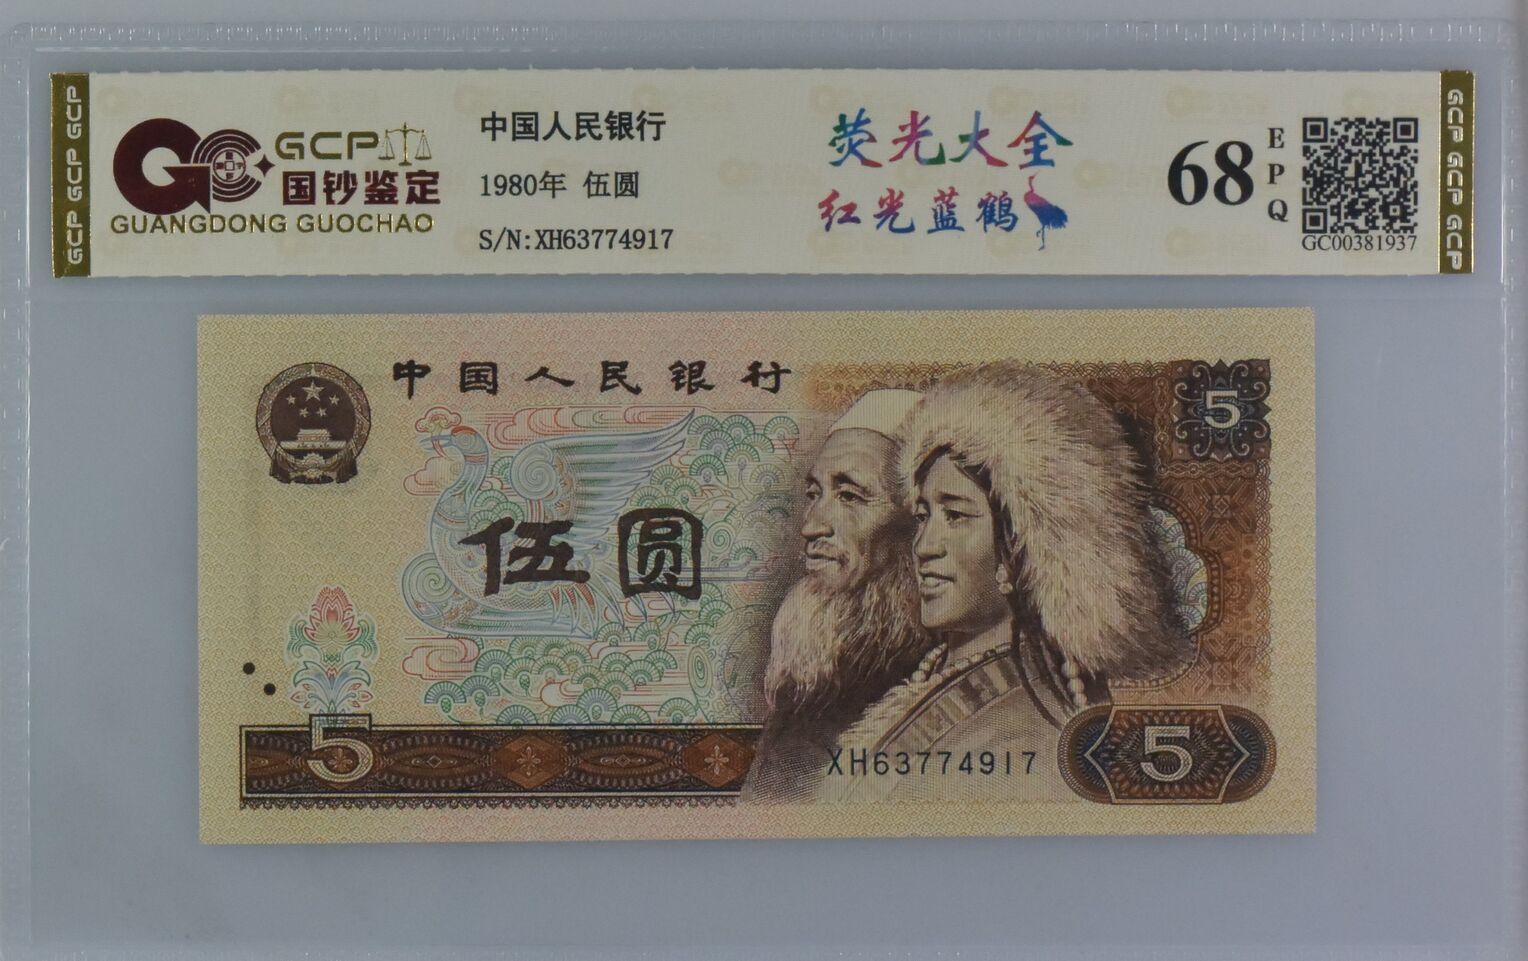 GCP GCP GCP
GCP
国钞鉴定
GUANGDONG GUOCHAO
中国人民银行
1980年 伍圆
S/N:XH63774917
荧光大全
红光蓝鹤
68
EPQ
GC00381937
GCP GCP GCP
中国人民银行
5
伍圆
5
XH63774917
5